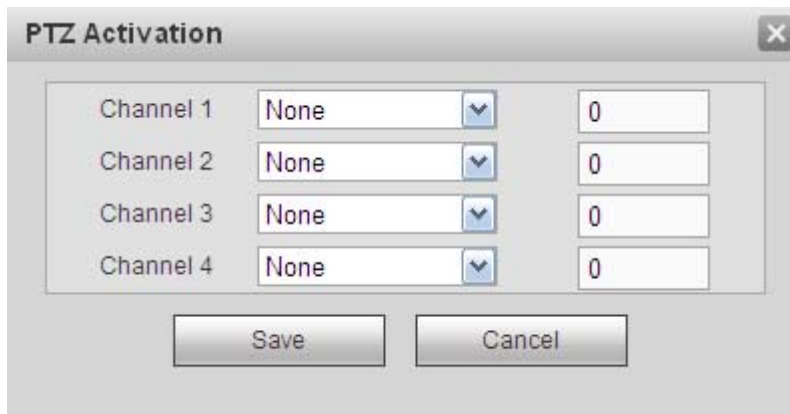 PTZ Activation
Channel 1 None 0
Channel 2 None 0
Channel 3 None 0
Channel 4 None 0
Save Cancel